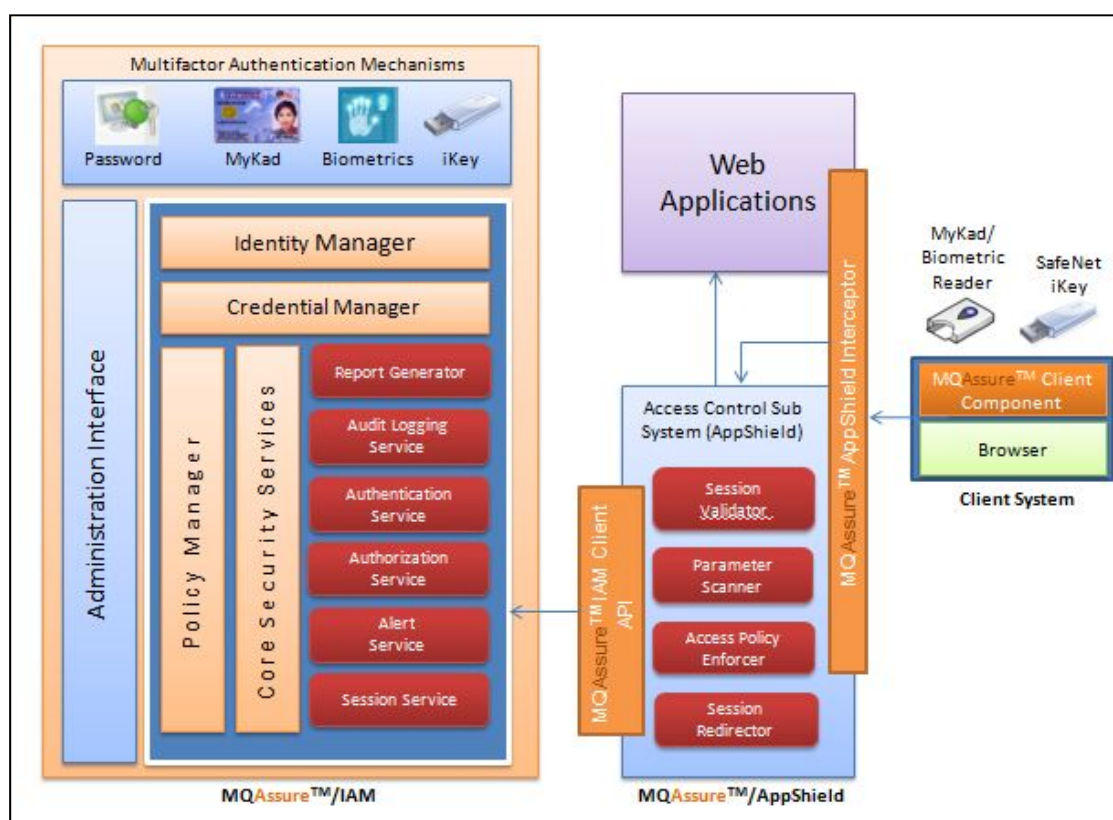 Multifactor Authentication Mechanisms
Password
MyKad
Biometrics
iKey
Administration Interface
Identity Manager
Credential Manager
Policy Manager
Core Security Services
Report Generator
Audit Logging
Service
Authentication
Service
Authorization
Service
Alert
Service
Session Service
MQAssure™/IAM
Web
Applications
Access Control Sub
System (AppShield)
Session
Validator
Parameter
Scanner
Access Policy
Enforcer
Session
Redirector
MQAssure™ IAM Client
API
MQAssure™ AppShield Interceptor
MQAssure™/AppShield
MyKad/
Biometric
Reader
SafeNet
iKey
MQAssure™ Client
Component
Browser
Client System